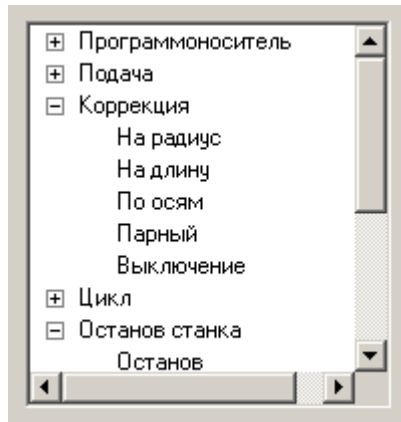 Программоноситель
Подача
Коррекция
На радиус
На длину
По осям
Парный
Выключение
Цикл
Останов станка
Останов